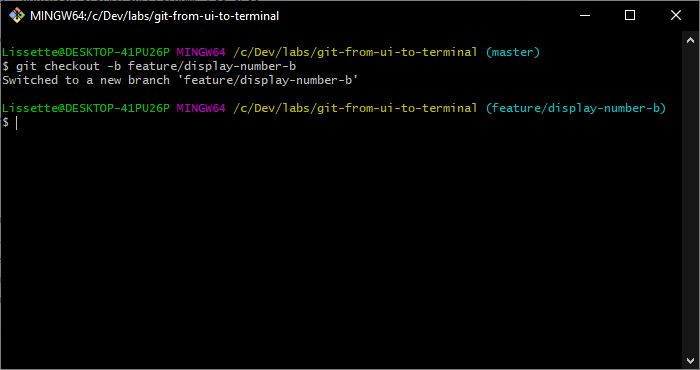 MINGW64:/c/Dev/labs/git-from-ui-to-terminal
Lissette@DESKTOP-41PU26P MINGW64 /c/Dev/labs/git-from-ui-to-terminal (master)
$ git checkout -b feature/display-number-b
Switched to a new branch 'feature/display-number-b'
Lissette@DESKTOP-41PU26P MINGW64 /c/Dev/labs/git-from-ui-to-terminal (feature/display-number-b)
$